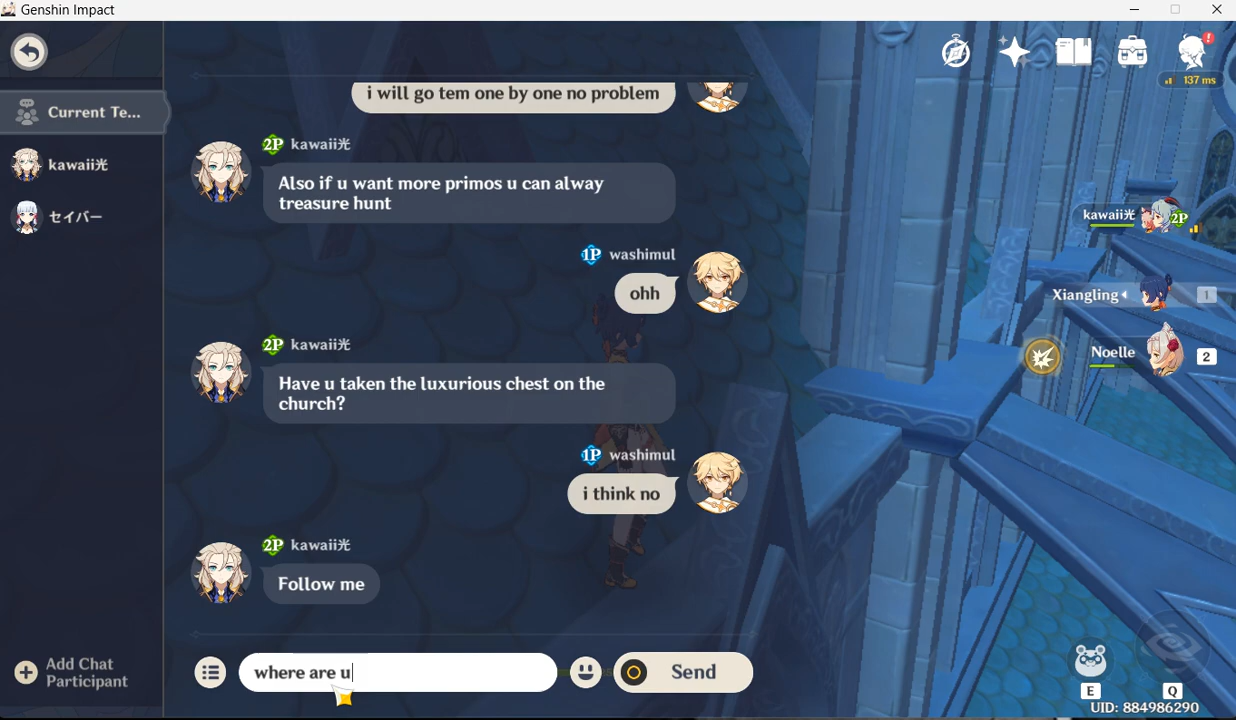 Genshin Impact
137 ms
Current Te...
kawaii光
セイバー
i will go tem one by one no problem
2P kawaii光
Also if u want more primos u can alway
treasure hunt
1P washimul
ohh
2P kawaii光
Have u taken the luxurious chest on the
church?
1P washimul
i think no
2P kawaii光
Follow me
kawaii光 2P
Xiangling 1
Noelle 2
Add Chat
Participant
where are u
Send
E
Q
UID: 884986290